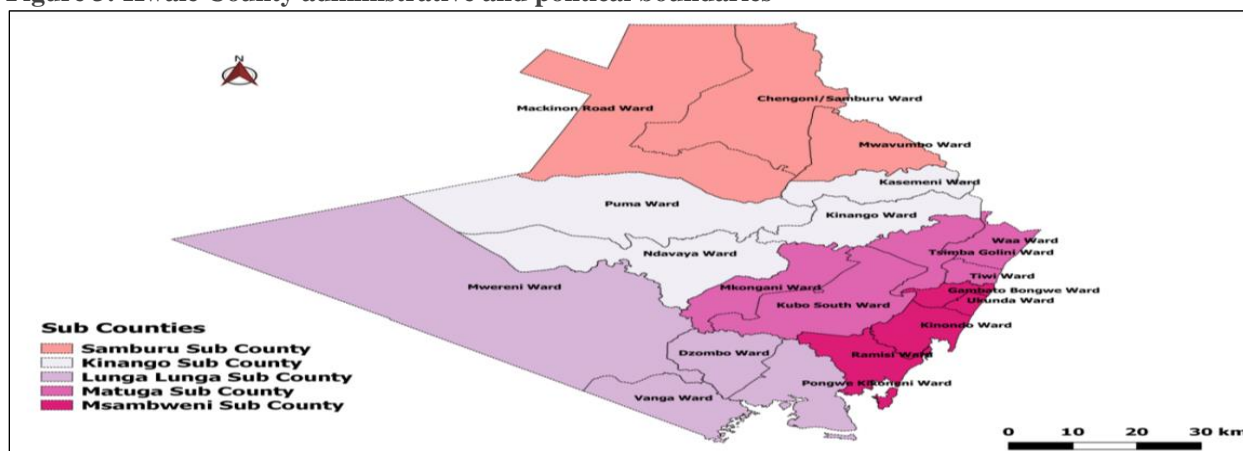 Figure 3: Kwale County administrative and political boundaries
N
Mackinon Road Ward
Chengoni/Samburu Ward
Mwavumbo Ward
Kasemeni Ward
Puma Ward
Kinango Ward
Waa Ward
Tsimba Golini Ward
Ndavaya Ward
Tiwi Ward
Mwereni Ward
Mkongani Ward
Gambato Bongwe Ward
Ukunda Ward
Kubo South Ward
Kinondo Ward
Dzombo Ward
Ramisi Ward
Pongwe Kikoneni Ward
Vanga Ward
Sub Counties
Samburu Sub County
Kinango Sub County
Lunga Lunga Sub County
Matuga Sub County
Msambweni Sub County
0 10 20 30 km